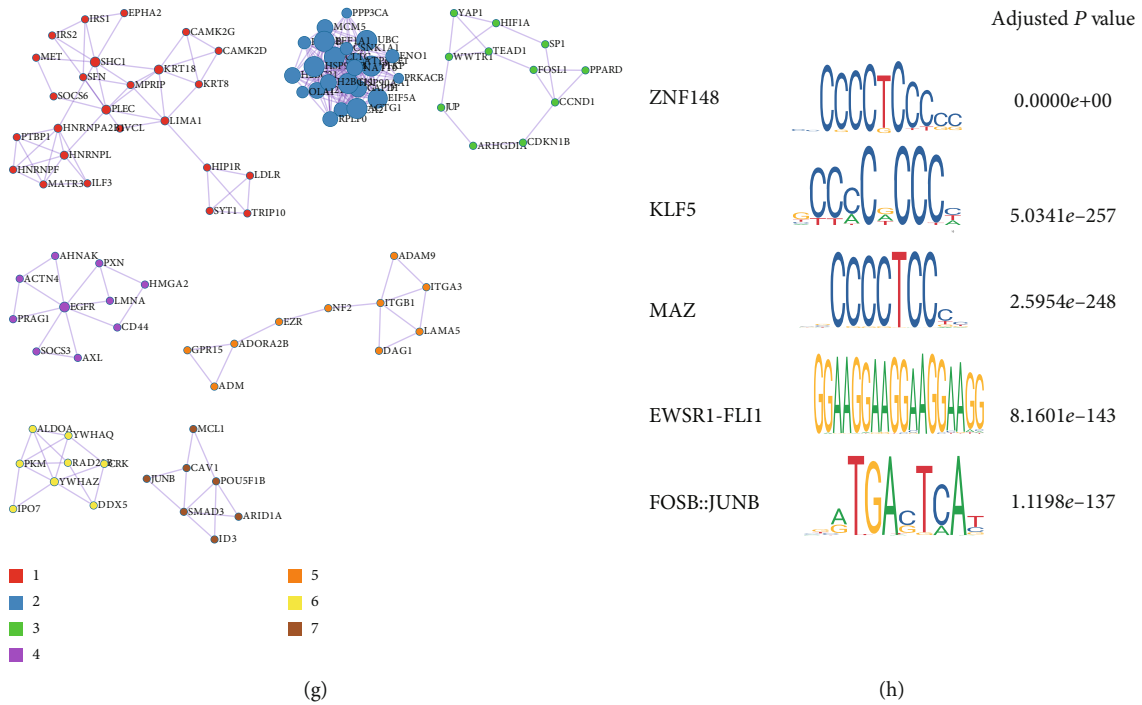 IRS1
EPHA2
IRS2
CAMK2G
MET
SHC1
CAMK2D
KRT18
SFN
MPRIP
KRT8
SOCS6
PLEC
LIMA1
PTBP1
HNRNPL
HNRNPF
MATR3
ILF3
HIP1R
LDLR
SYT1
TRIP10
PPP3CA
MCM5
UBC
CSNK1A1
ENO1
PRKACB
EIF5A
YAP1
HIF1A
WWTR1
TEAD1
SP1
FOSL1
PPARD
CCND1
JUP
CDKN1B
AHNAK
PXN
ACTN4
HMGA2
LMNA
EGFR
PRAG1
CD44
SOCS3
AXL
ADAM9
ITGA3
NF2
ITGB1
EZR
LAMA5
GPR15
ADORA2B
DAG1
ADM
ALDOA
YWHAQ
PKM
CRK
YWHAZ
IPO7
DDX5
MCL1
CAV1
JUNB
POU5F1B
SMAD3
ARID1A
ID3
1
2
3
4
5
6
7
(g)
Adjusted P value
ZNF148
0.0000e+00
KLF5
5.0341e–257
MAZ
2.5954e–248
EWSR1-FLI1
8.1601e–143
FOSB::JUNB
1.1198e–137
(h)